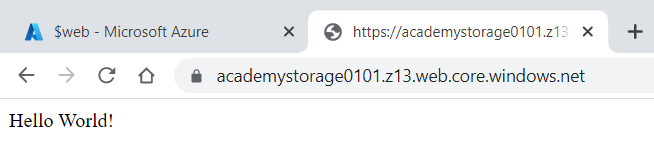 $web - Microsoft Azure
https://academystorage0101.z13.
academystorage0101.z13.web.core.windows.net
Hello World!